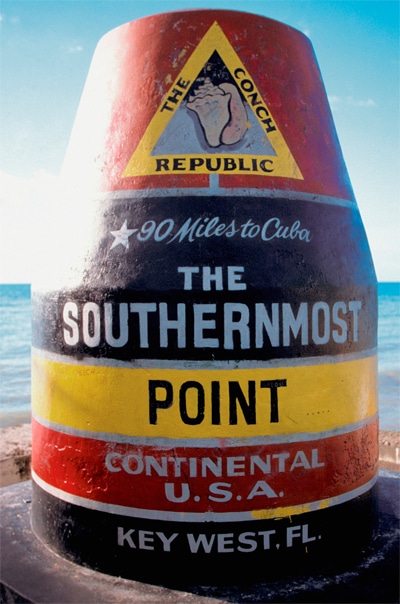 THE CONCH
REPUBLIC
90 Miles to Cuba
THE
SOUTHERNMOST
POINT
CONTINENTAL
U.S.A.
KEY WEST, FL.